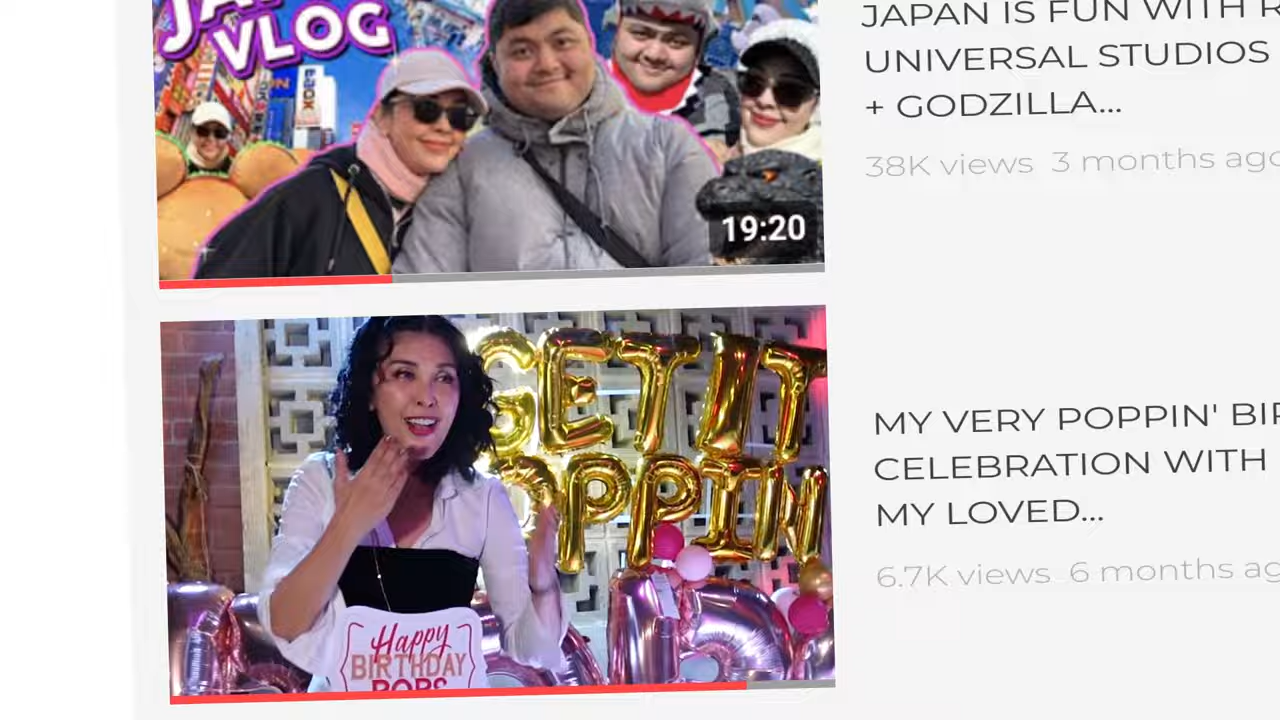 VLOG
19:20
JAPAN IS FUN WITH
UNIVERSAL STUDIOS
+ GODZILLA...
38K views 3 months ago
GET IT
POPPIN
Happy
BIRTHDAY
POPS
MY VERY POPPIN'
CELEBRATION WITH
MY LOVED...
6.7K views 6 months ag